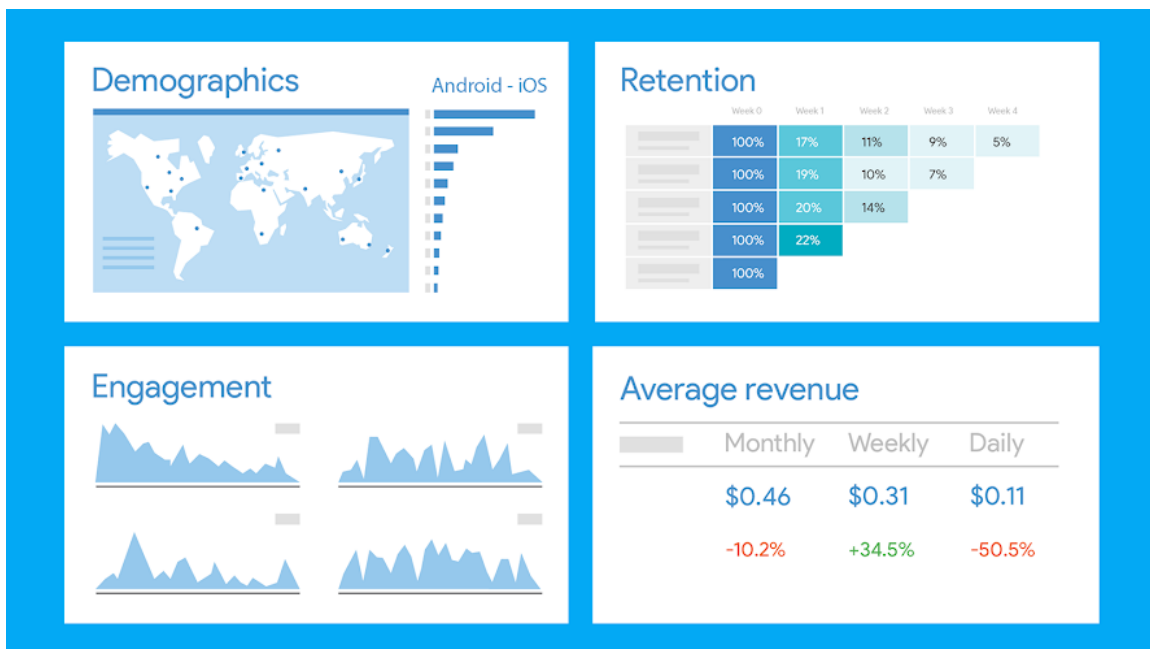 Demographics
Android - iOS
Retention
Week 0 Week 1 Week 2 Week 3 Week 4
100% 17% 11% 9% 5%
100% 19% 10% 7%
100% 20% 14%
100% 22%
100%
Engagement
Average revenue
Monthly Weekly Daily
$0.46 $0.31 $0.11
-10.2% +34.5% -50.5%